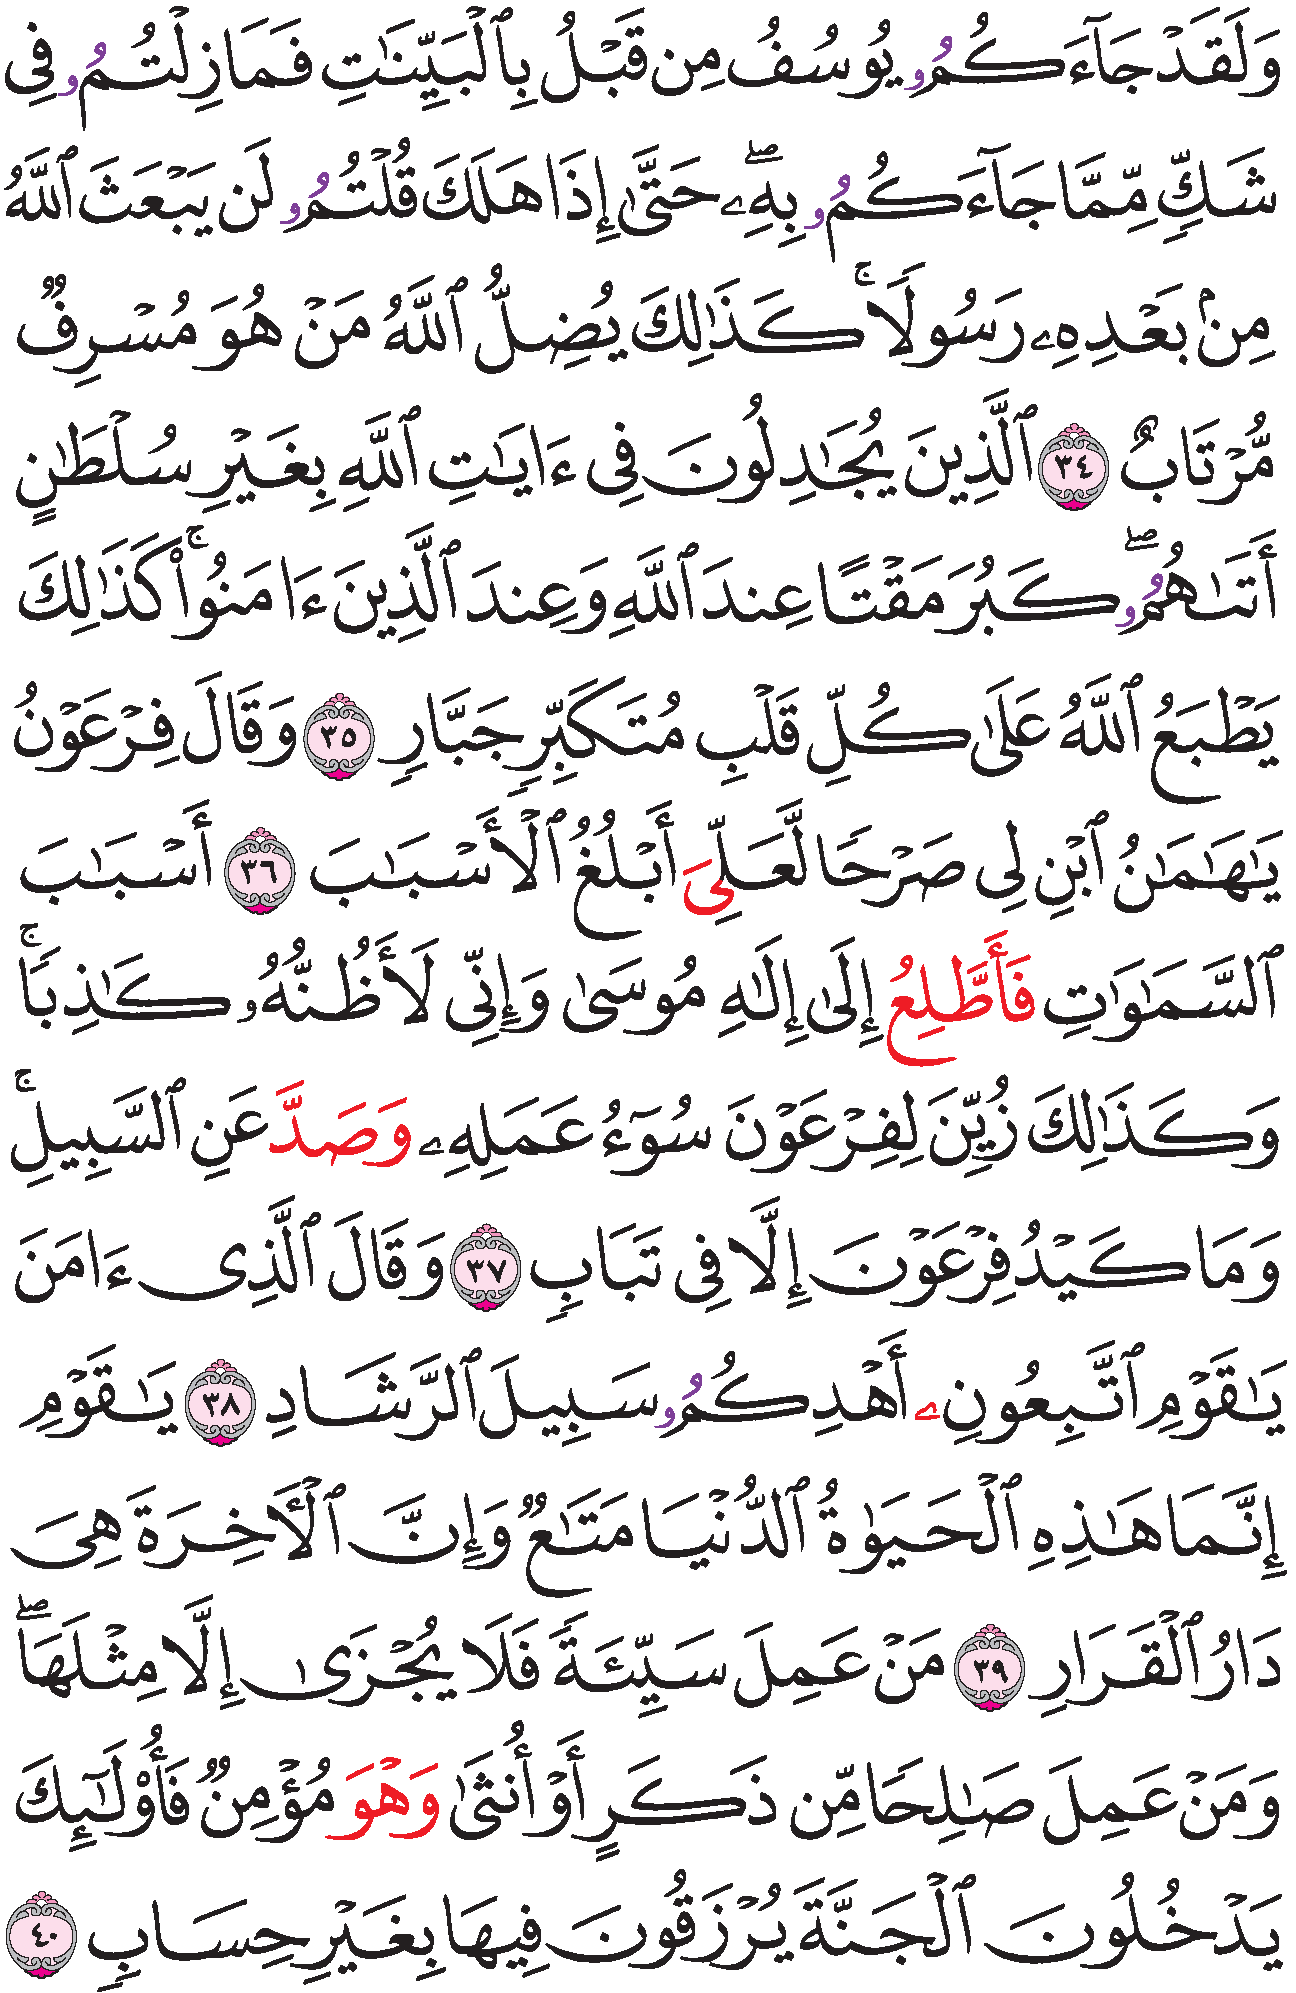 وَلَقَدْ جَآءَكُمُۥ يُوسُفُ مِن قَبْلُ بِٱلْبَيِّنَٰتِ فَمَا زِلْتُمُۥ فِى
شَكٍّ مِّمَّا جَآءَكُمُۥ بِهِۦۖ حَتَّىٰٓ إِذَا هَلَكَ قُلْتُمُۥ لَن يَبْعَثَ ٱللَّهُ
مِنۢ بَعْدِهِۦ رَسُولًاۚ كَذَٰلِكَ يُضِلُّ ٱللَّهُ مَنْ هُوَ مُسْرِفٌ
مُّرْتَابٌ ٣٤ ٱلَّذِينَ يُجَٰدِلُونَ فِى ءَايَٰتِ ٱللَّهِ بِغَيْرِ سُلْطَٰنٍ
أَتَىٰهُمُۥۖ كَبُرَ مَقْتًا عِندَ ٱللَّهِ وَعِندَ ٱلَّذِينَ ءَامَنُوا۟ۚ كَذَٰلِكَ
يَطْبَعُ ٱللَّهُ عَلَىٰ كُلِّ قَلْبِ مُتَكَبِّرٍ جَبَّارٍ ٣٥ وَقَالَ فِرْعَوْنُ
يَٰهَٰمَٰنُ ٱبْنِ لِى صَرْحًا لَّعَلِّىَ أَبْلُغُ ٱلْأَسْبَٰبَ ٣٦ أَسْبَٰبَ
ٱلسَّمَٰوَٰتِ فَأَطَّلِعُ إِلَىٰ إِلَٰهِ مُوسَىٰ وَإِنِّى لَأَظُنُّهُۥ كَٰذِبًاۚ
وَكَذَٰلِكَ زُيِّنَ لِفِرْعَوْنَ سُوٓءُ عَمَلِهِۦ وَصَدَّ عَنِ ٱلسَّبِيلِۚ
وَمَا كَيْدُ فِرْعَوْنَ إِلَّا فِى تَبَابٍ ٣٧ وَقَالَ ٱلَّذِى ءَامَنَ
يَٰقَوْمِ ٱتَّبِعُونِۦ أَهْدِكُمُۥ سَبِيلَ ٱلرَّشَادِ ٣٨ يَٰقَوْمِ
إِنَّمَا هَٰذِهِ ٱلْحَيَوٰةُ ٱلدُّنْيَا مَتَٰعٌ وَإِنَّ ٱلْأَخِرَةَ هِىَ
دَارُ ٱلْقَرَارِ ٣٩ مَنْ عَمِلَ سَيِّئَةً فَلَا يُجْزَىٰٓ إِلَّا مِثْلَهَاۖ
وَمَنْ عَمِلَ صَٰلِحًا مِّن ذَكَرٍ أَوْ أُنثَىٰ وَهْوَ مُؤْمِنٌ فَأُو۟لَٰٓئِكَ
يَدْخُلُونَ ٱلْجَنَّةَ يُرْزَقُونَ فِيهَا بِغَيْرِ حِسَابٍ ٤٠